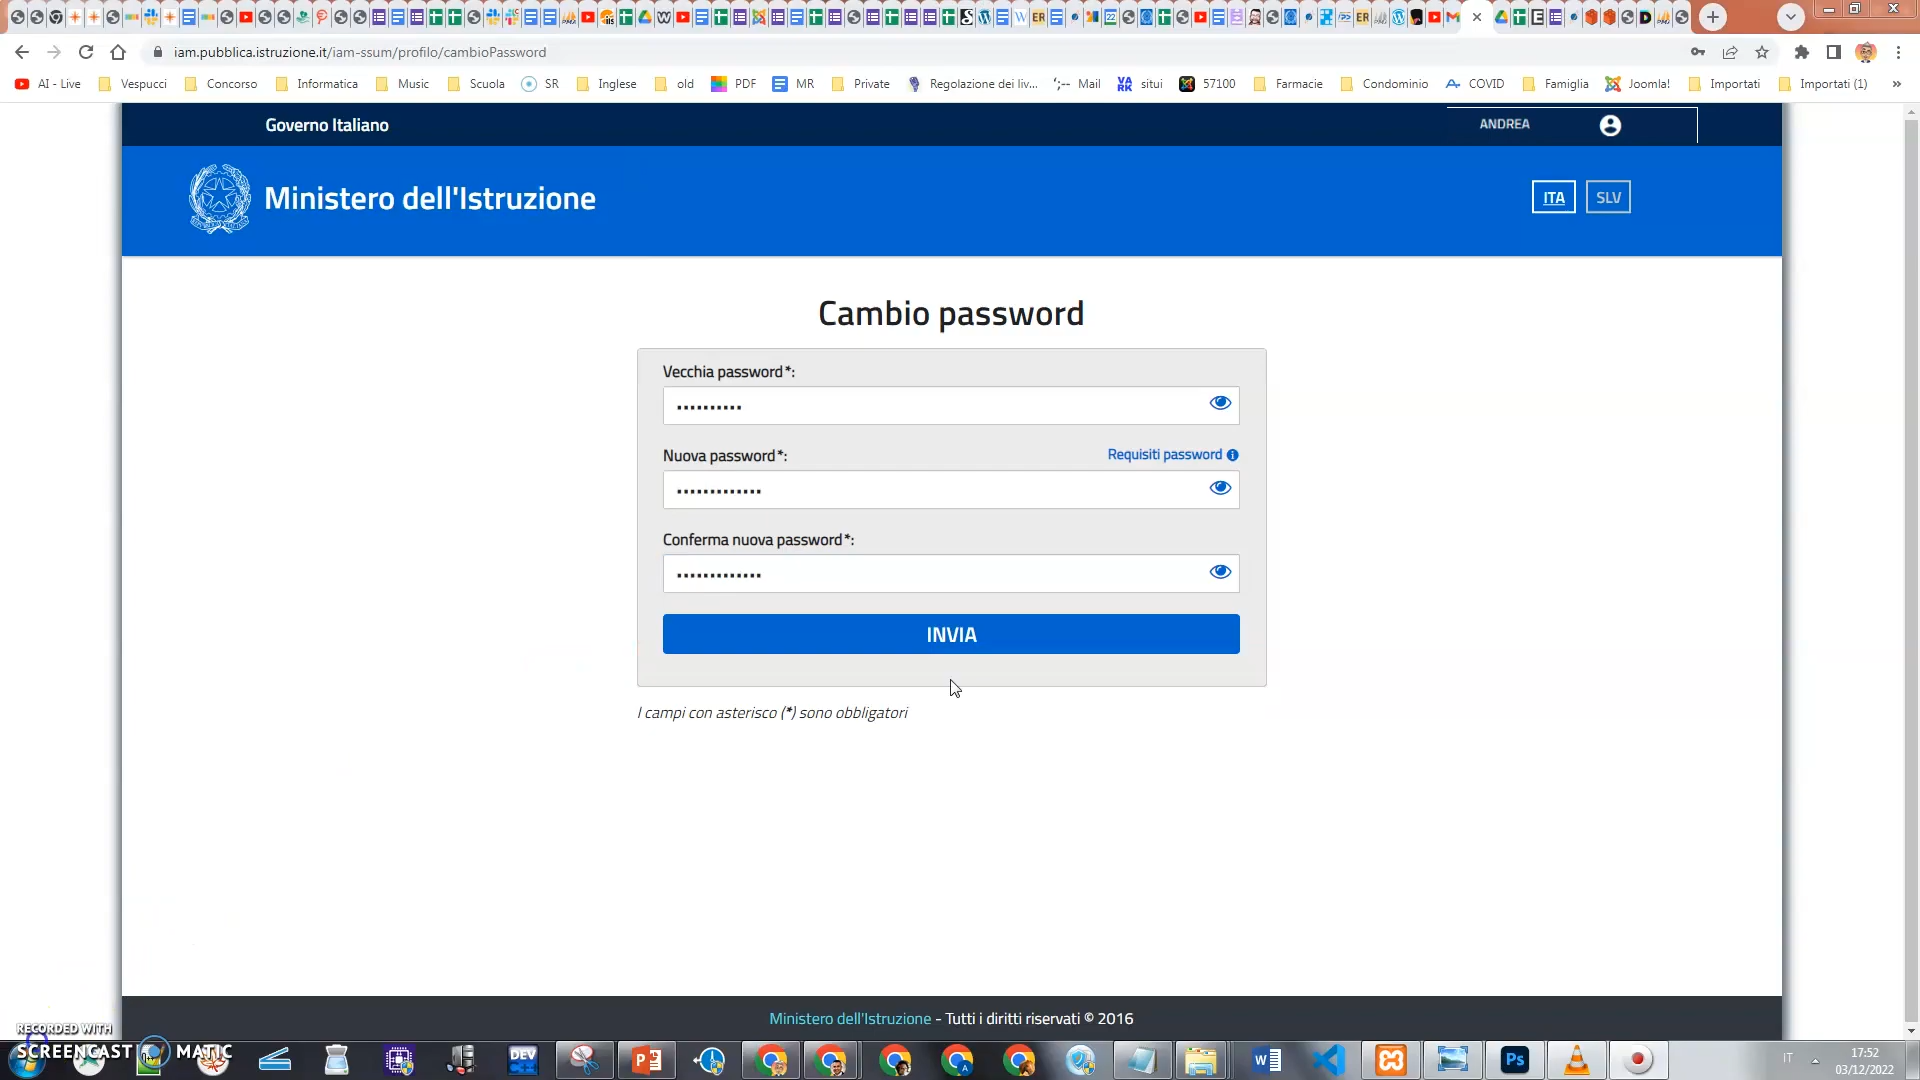 iam.pubblica.istruzione.it/iam-ssum/profilo/cambioPassword
AI - Live
Vespucci
Concorso
Informatica
Music
Scuola
SR
Inglese
old
PDF
MR
Private
Regolazione dei liv...
Mail
VA RK
situi
57100
Farmacie
Condominio
COVID
Famiglia
Joomla!
Importati
Importati (1)
»
Governo Italiano
ANDREA
Ministero dell'Istruzione
ITA
SLV
Cambio password
Vecchia password*:
Nuova password*:
Requisiti password
Conferma nuova password*:
INVIA
I campi con asterisco (*) sono obbligatori
Ministero dell'Istruzione - Tutti i diritti riservati © 2016
RECORDED WITH
SCREENCAST MATIC
DEV
Ps
IT
17:52
03/12/2022